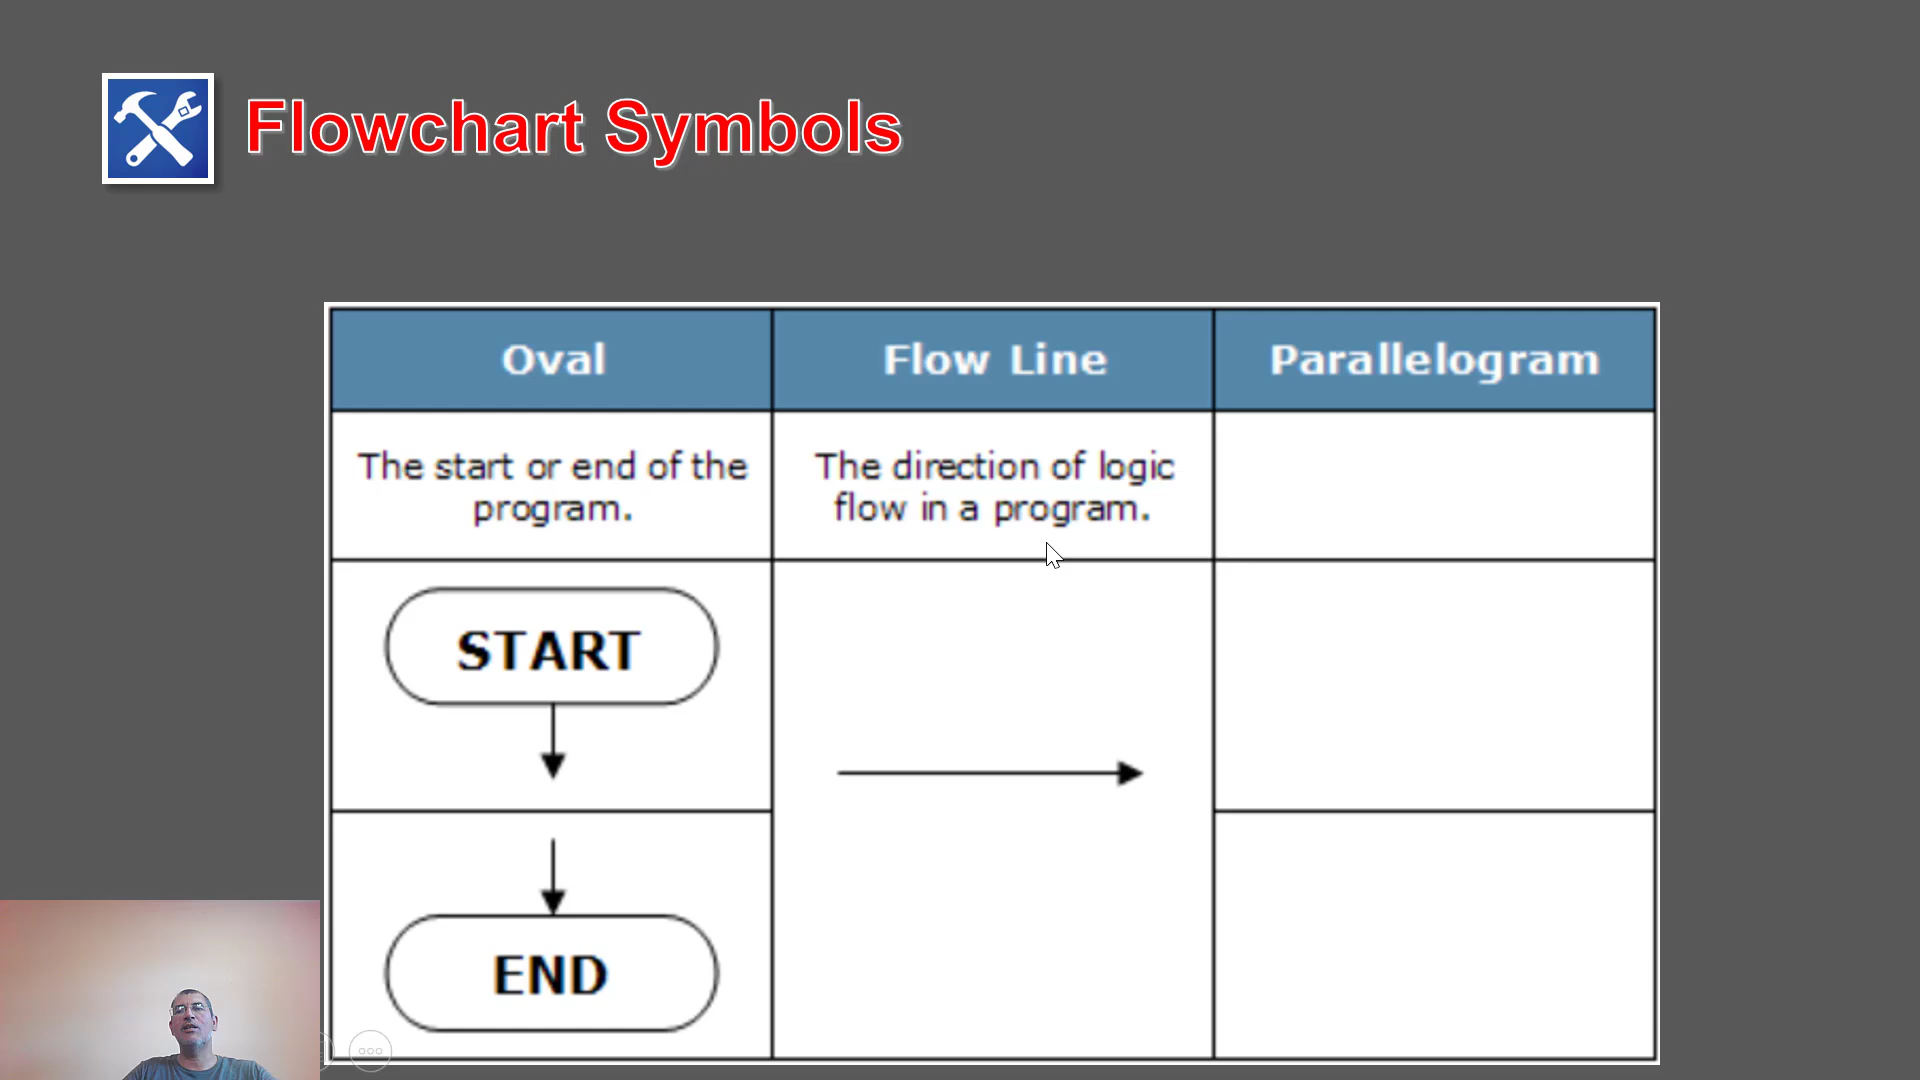 Flowchart Symbols
Oval
Flow Line
Parallelogram
The start or end of the
program.
The direction of logic
flow in a program.
START
END